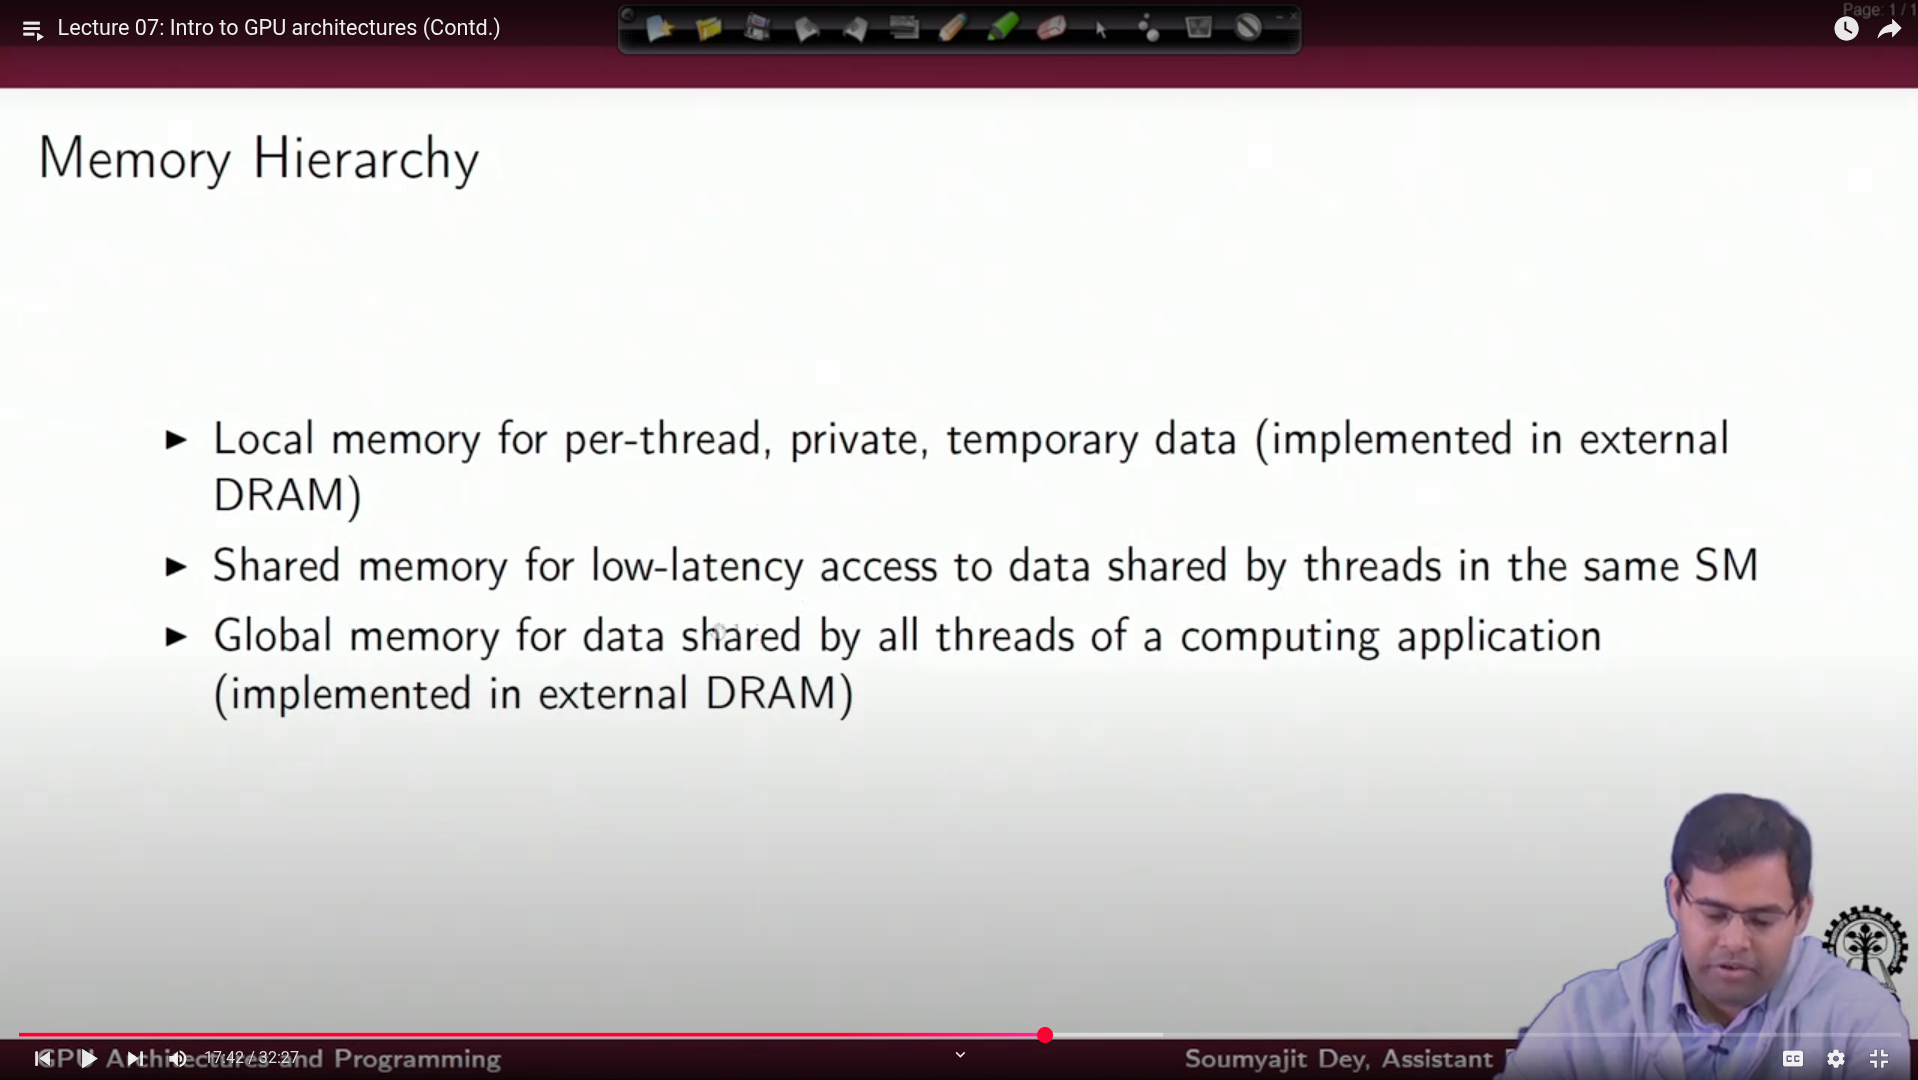 Page: 1 / 1
Lecture 07: Intro to GPU architectures (Contd.)
Memory Hierarchy
Local memory for per-thread, private, temporary data (implemented in external
DRAM)
Shared memory for low-latency access to data shared by threads in the same SM
Global memory for data shared by all threads of a computing application
(implemented in external DRAM)
GPU Architectures and Programming
17:42 / 32:27
Soumyajit Dey, Assistant
CC